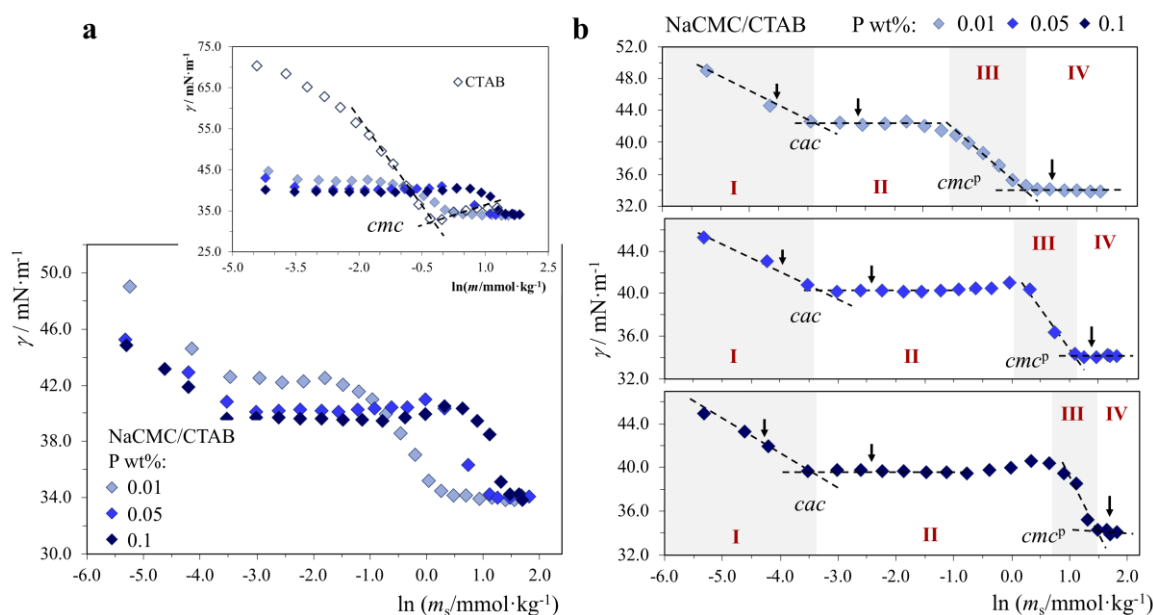 a
75.0
65.0
55.0
45.0
35.0
25.0
γ / mN·m⁻¹
CTAB
cmc
-5.0 -3.5 -2.0 -0.5 1.0 2.5
ln(m/mmol·kg⁻¹)
50.0
46.0
42.0
38.0
34.0
30.0
γ / mN·m⁻¹
NaCMC/CTAB
P wt%:
0.01
0.05
0.1
-6.0 -5.0 -4.0 -3.0 -2.0 -1.0 0.0 1.0 2.0
ln (mₛ/mmol·kg⁻¹)
b
NaCMC/CTAB P wt%: 0.01 0.05 0.1
52.0
48.0
44.0
40.0
36.0
32.0
III IV
cac
I II
cmcᵖ
γ / mN·m⁻¹
44.0
40.0
36.0
32.0
III IV
cac
I II
cmcᵖ
44.0
40.0
36.0
32.0
III IV
cac
I II
cmcᵖ
-6.0 -5.0 -4.0 -3.0 -2.0 -1.0 0.0 1.0 2.0
ln (mₛ/mmol·kg⁻¹)